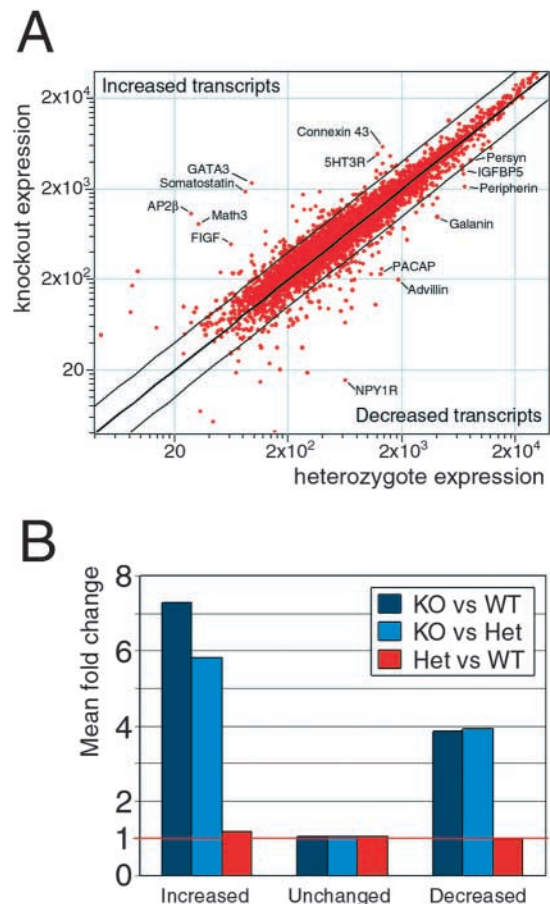 A
Increased transcripts
Decreased transcripts
knockout expression
2x10⁴
2x10³
2x10²
20
Connexin 43
5HT3R
GATA3
Somatostatin
AP2β
Math3
FIGF
Persyn
IGFBP5
Peripherin
Galanin
PACAP
Advillin
NPY1R
20
2x10²
2x10³
2x10⁴
heterozygote expression
B
Mean fold change
8
6
4
2
1
0
KO vs WT
KO vs Het
Het vs WT
Increased
Unchanged
Decreased